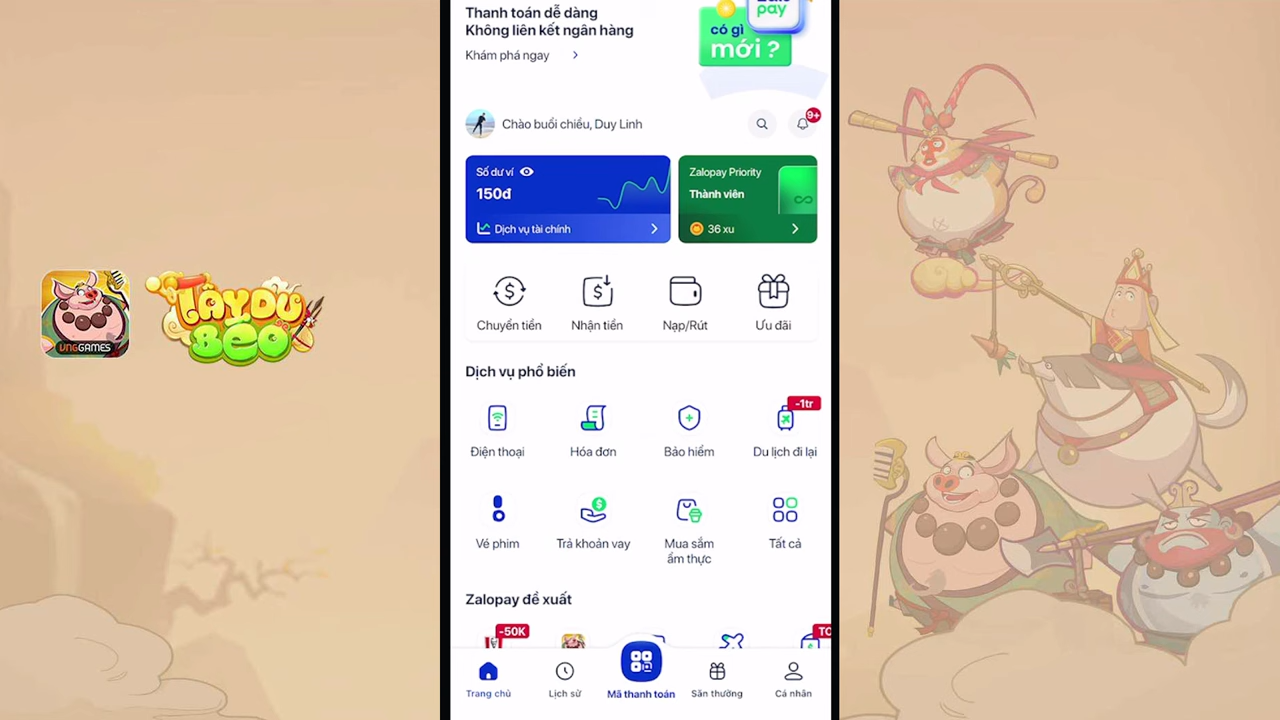 Thanh toán dễ dàng
Không liên kết ngân hàng
Khám phá ngay
pay
có gì
mới ?
Chào buổi chiều, Duy Linh
9+
Số dư ví
150đ
Dịch vụ tài chính
Zalopay Priority
Thành viên
36 xu
Chuyển tiền
Nhận tiền
Nạp/Rút
Ưu đãi
Dịch vụ phổ biến
-1tr
Điện thoại
Hóa đơn
Bảo hiểm
Du lịch đi lại
Vé phim
Trả khoản vay
Mua sắm
ẩm thực
Tất cả
Zalopay đề xuất
-50K
Trang chủ
Lịch sử
Mã thanh toán
Săn thưởng
Cá nhân
VNGGAMES
TÂY DU
BÉO